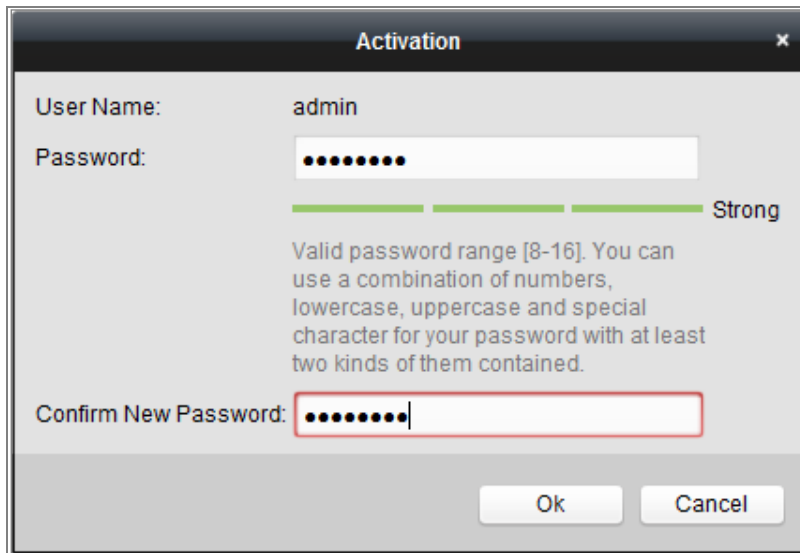 Activation
User Name: admin
Password: ••••••••
Strong
Valid password range [8-16]. You can
use a combination of numbers,
lowercase, uppercase and special
character for your password with at least
two kinds of them contained.
Confirm New Password: ••••••••
Ok Cancel